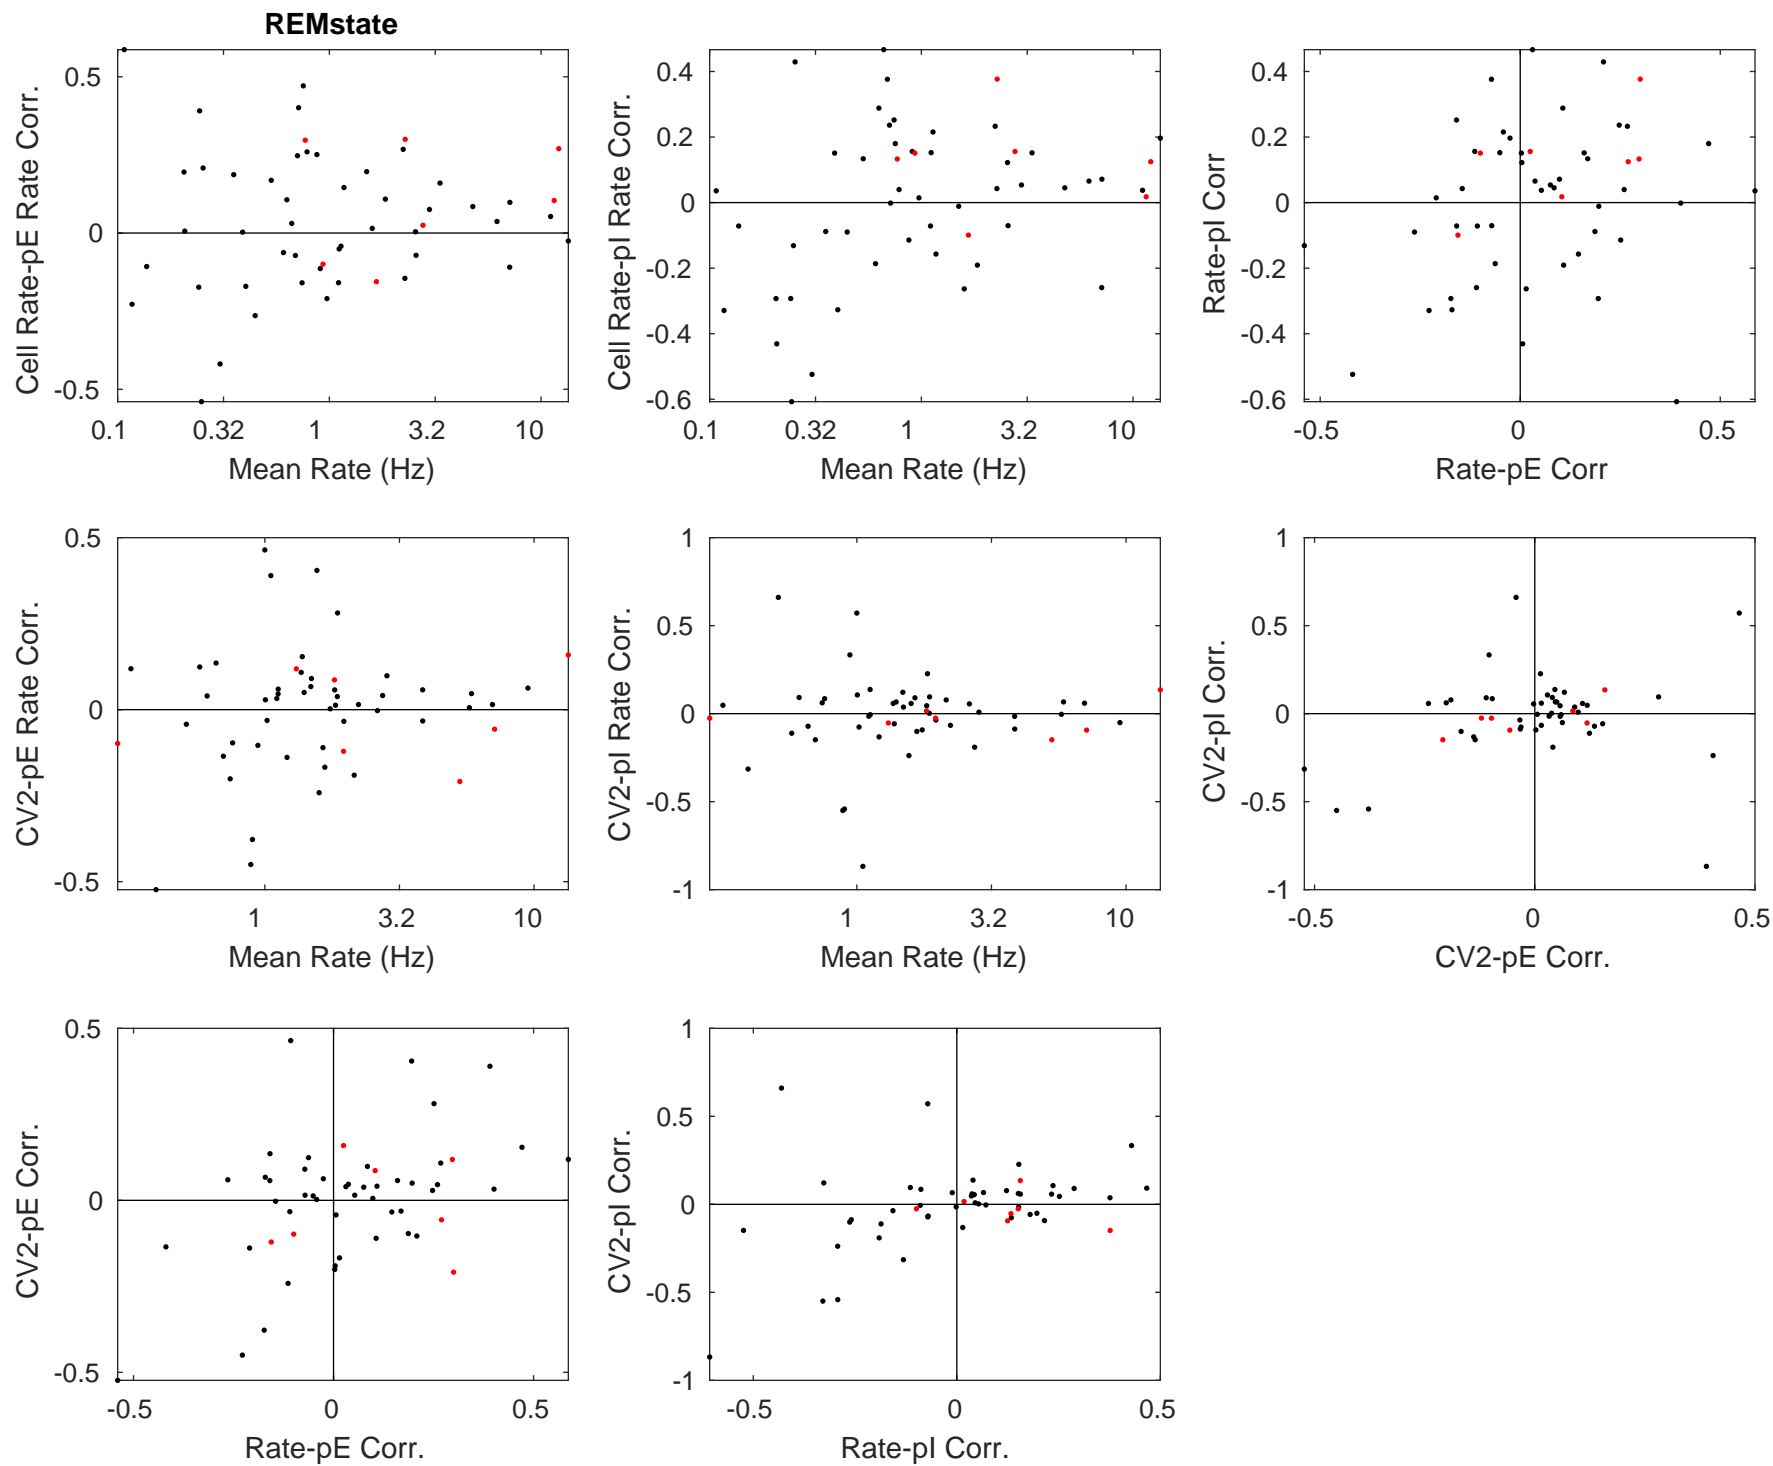 REMstate
Cell Rate-pE Rate Corr.
0.5
0
-0.5
0.1 0.32 1 3.2 10
Mean Rate (Hz)
Cell Rate-pI Rate Corr.
0.4
0.2
0
-0.2
-0.4
-0.6
0.1 0.32 1 3.2 10
Mean Rate (Hz)
Rate-pI Corr
0.4
0.2
0
-0.2
-0.4
-0.6
-0.5 0 0.5
Rate-pE Corr
CV2-pE Rate Corr.
0.5
0
-0.5
1 3.2 10
Mean Rate (Hz)
CV2-pI Rate Corr.
1
0.5
0
-0.5
-1
1 3.2 10
Mean Rate (Hz)
CV2-pI Corr.
1
0.5
0
-0.5
-1
-0.5 0 0.5
CV2-pE Corr.
CV2-pE Corr.
0.5
0
-0.5
-0.5 0 0.5
Rate-pE Corr.
CV2-pI Corr.
1
0.5
0
-0.5
-1
-0.5 0 0.5
Rate-pI Corr.